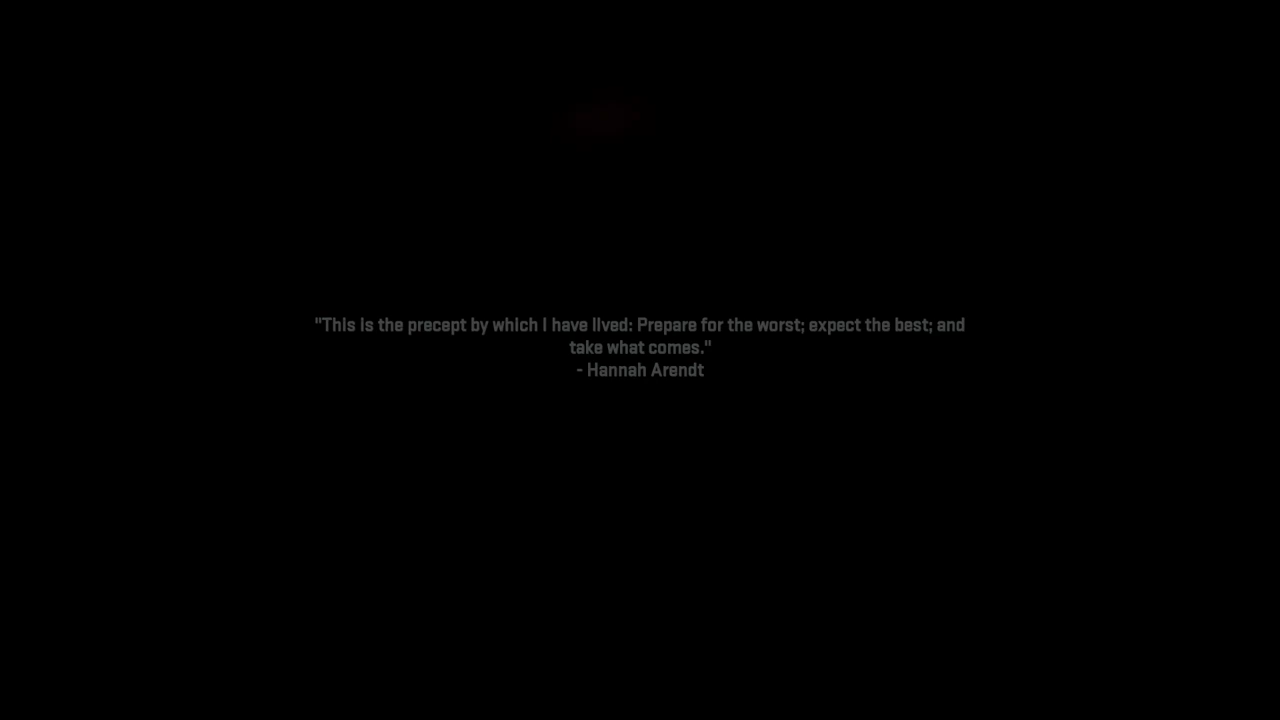 "This is the precept by which I have lived: Prepare for the worst; expect the best; and
take what comes."
- Hannah Arendt